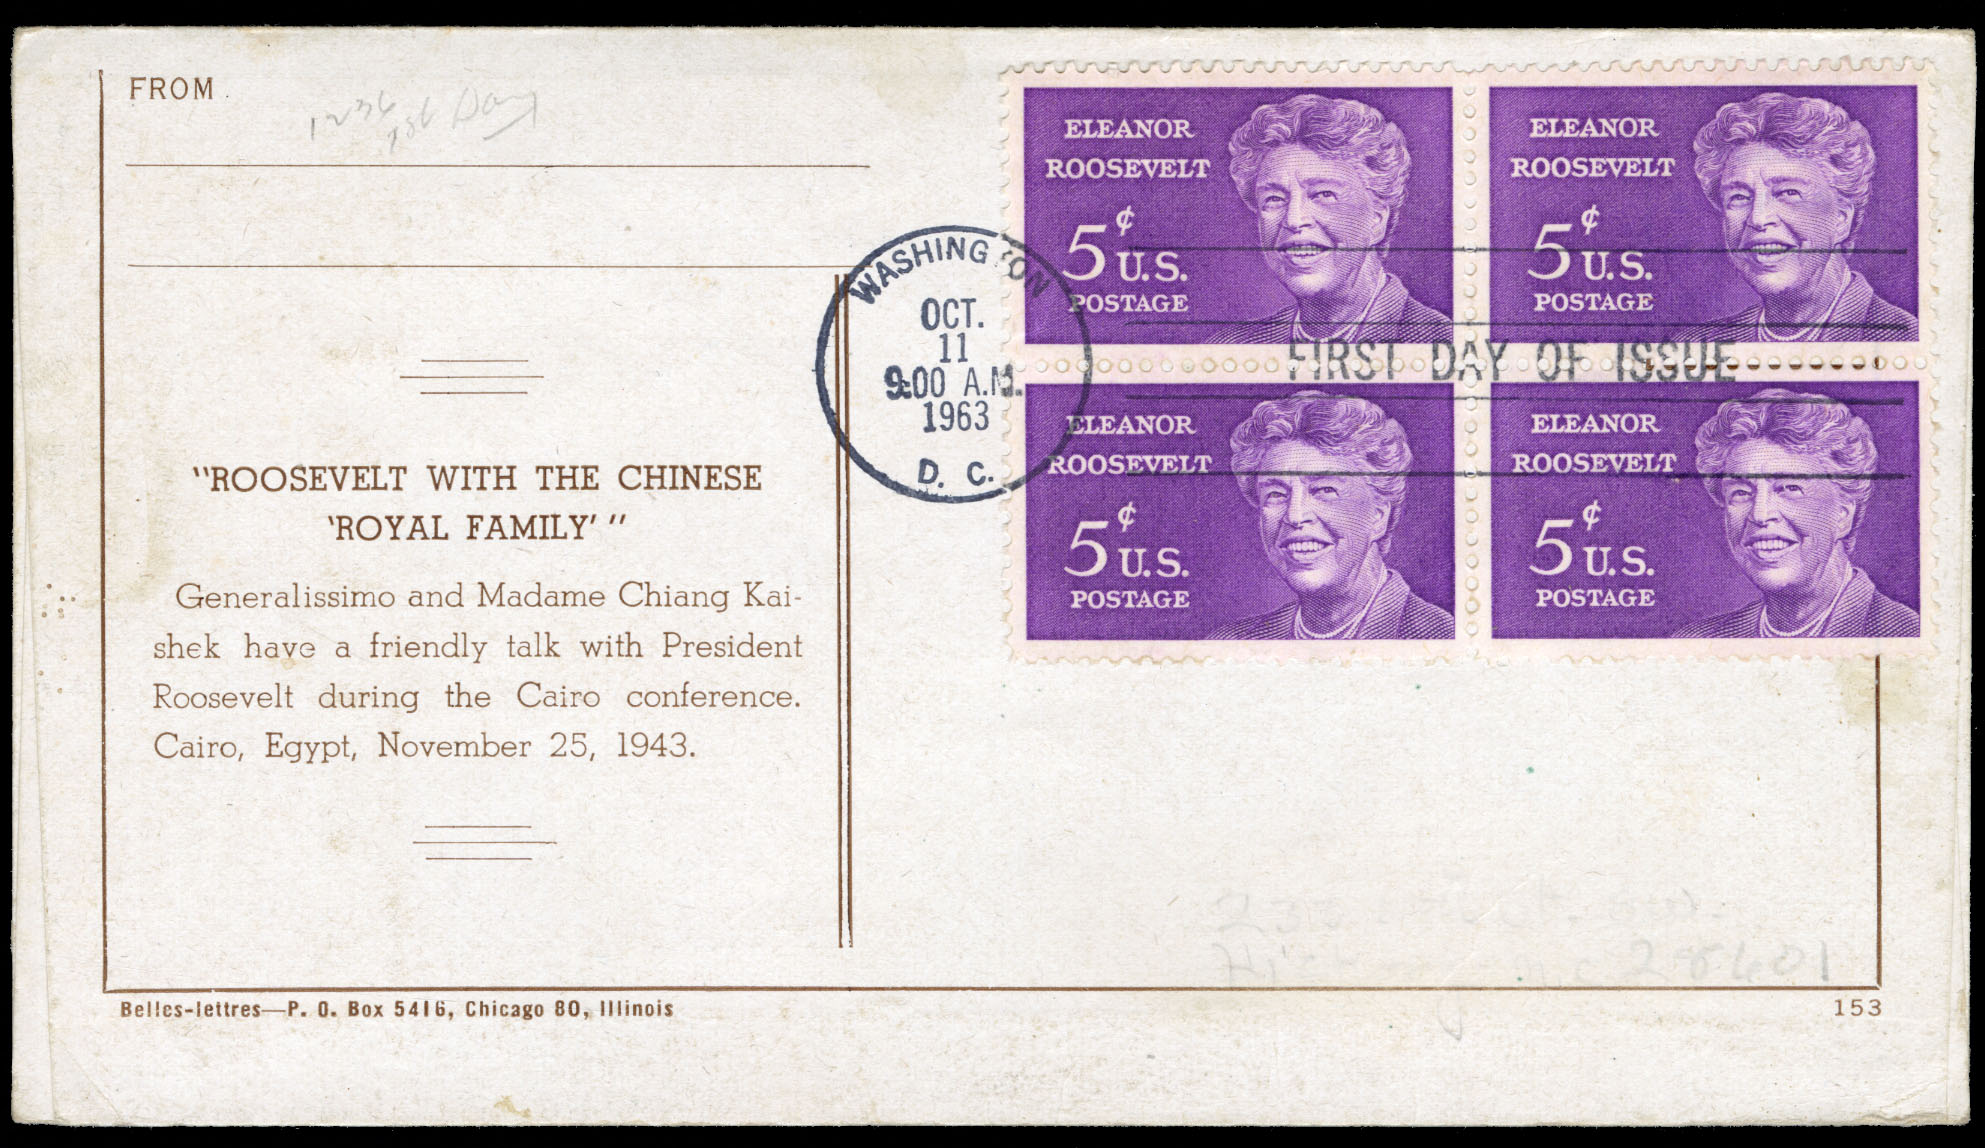 FROM
1236
1st Day
ELEANOR
ROOSEVELT
5¢
U.S.
POSTAGE
ELEANOR
ROOSEVELT
5¢
U.S.
POSTAGE
WASHINGTON
OCT.
11
9:00 A.M.
1963
D. C.
FIRST DAY OF ISSUE
ELEANOR
ROOSEVELT
5¢
U.S.
POSTAGE
ELEANOR
ROOSEVELT
5¢
U.S.
POSTAGE
"ROOSEVELT WITH THE CHINESE
'ROYAL FAMILY' "
Generalissimo and Madame Chiang Kai-
shek have a friendly talk with President
Roosevelt during the Cairo conference.
Cairo, Egypt, November 25, 1943.
28601
Belles-lettres—P. O. Box 5416, Chicago 80, Illinois
153